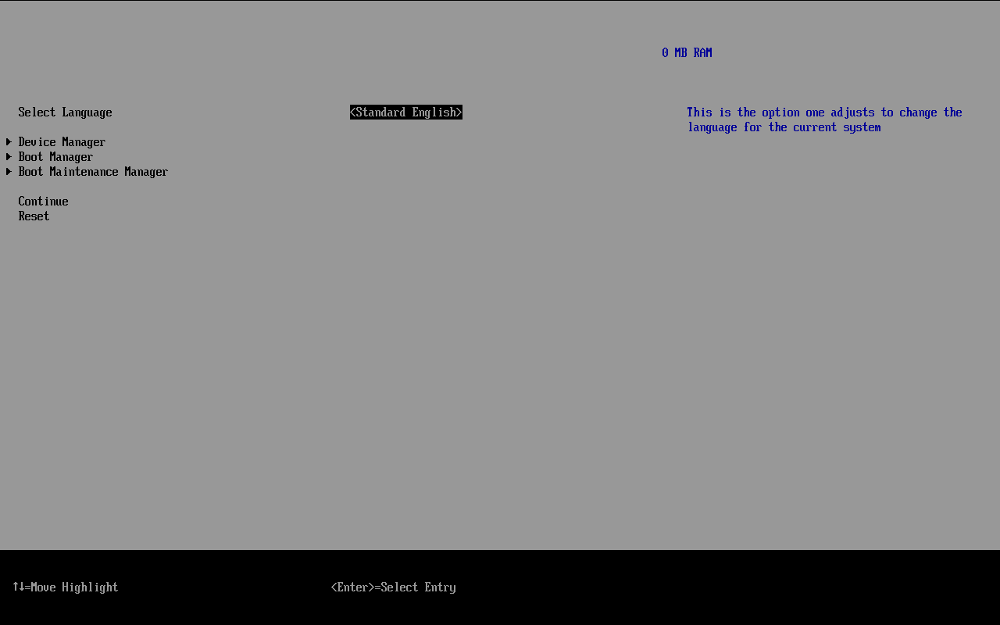 0 MB RAM
Select Language <Standard English> This is the option one adjusts to change the
language for the current system
Device Manager
Boot Manager
Boot Maintenance Manager
Continue
Reset
↑↓=Move Highlight <Enter>=Select Entry